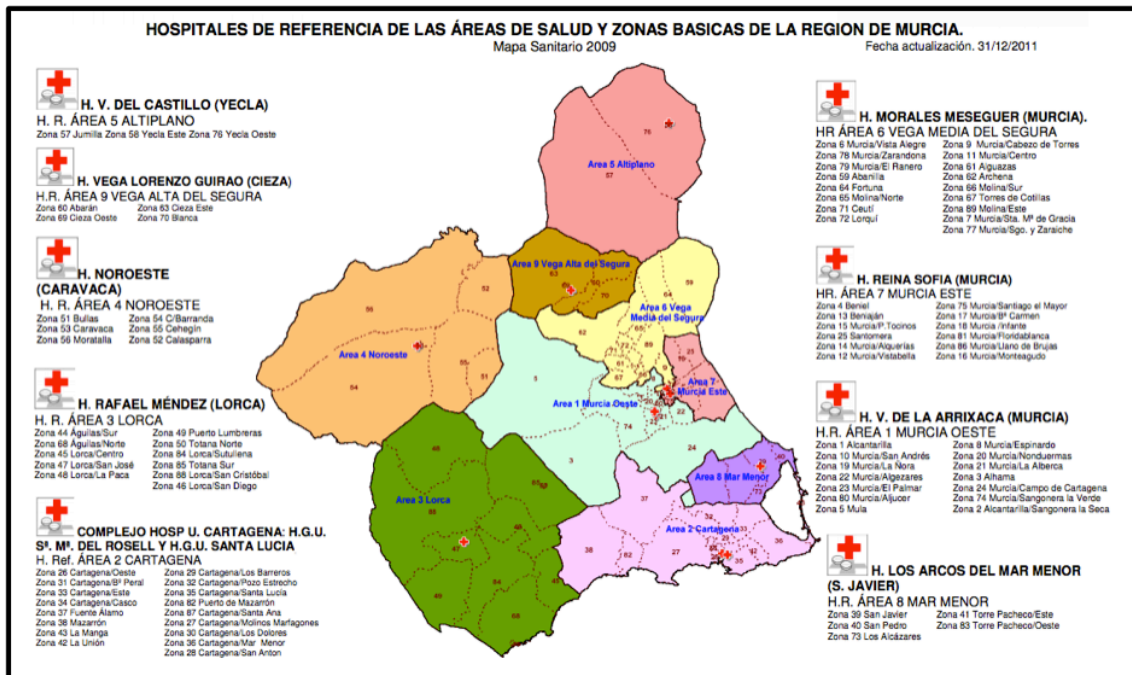 HOSPITALES DE REFERENCIA DE LAS ÁREAS DE SALUD Y ZONAS BASICAS DE LA REGION DE MURCIA.
Mapa Sanitario 2009
Fecha actualización. 31/12/2011
H. V. DEL CASTILLO (YECLA)
H. R. ÁREA 5 ALTIPLANO
Zona 57 Jumilla Zona 58 Yecla Este Zona 76 Yecla Oeste
H. VEGA LORENZO GUIRAO (CIEZA)
H.R. ÁREA 9 VEGA ALTA DEL SEGURA
Zona 60 Abarán Zona 63 Cieza Este
Zona 69 Cieza Oeste Zona 70 Blanca
H. NOROESTE
(CARAVACA)
H. R. ÁREA 4 NOROESTE
Zona 51 Bullas Zona 54 C/Barranda
Zona 53 Caravaca Zona 55 Cehegín
Zona 56 Moratalla Zona 52 Calasparra
H. RAFAEL MÉNDEZ (LORCA)
H. R. ÁREA 3 LORCA
Zona 44 Águilas/Sur Zona 49 Puerto Lumbreras
Zona 68 Águilas/Norte Zona 50 Totana Norte
Zona 45 Lorca/Centro Zona 84 Lorca/Sutullena
Zona 47 Lorca/San José Zona 85 Totana Sur
Zona 48 Lorca/La Paca Zona 88 Lorca/San Cristóbal
Zona 46 Lorca/San Diego
COMPLEJO HOSP U. CARTAGENA: H.G.U.
Sª. Mª. DEL ROSELL Y H.G.U. SANTA LUCIA
H. Ref. ÁREA 2 CARTAGENA
Zona 26 Cartagena/Oeste Zona 29 Cartagena/Los Barreros
Zona 31 Cartagena/Bº Peral Zona 32 Cartagena/Pozo Estrecho
Zona 33 Cartagena/Este Zona 35 Cartagena/Santa Lucía
Zona 34 Cartagena/Casco Zona 82 Puerto de Mazarrón
Zona 37 Fuente Álamo Zona 87 Cartagena/Santa Ana
Zona 38 Mazarrón Zona 27 Cartagena/Molinos Marfagones
Zona 43 La Manga Zona 30 Cartagena/Los Dolores
Zona 42 La Unión Zona 36 Cartagena/Mar Menor
Zona 28 Cartagena/San Anton
Area 5 Altiplano
Area 9 Vega Alta del Segura
Area 6 Vega
Media del Segura
Area 4 Noroeste
Area 7
Murcia Este
Area 1 Murcia Oeste
Area 8 Mar Menor
Area 3 Lorca
Area 2 Cartagena
H. MORALES MESEGUER (MURCIA).
HR ÁREA 6 VEGA MEDIA DEL SEGURA
Zona 6 Murcia/Vista Alegre Zona 9 Murcia/Cabezo de Torres
Zona 78 Murcia/Zarandona Zona 11 Murcia/Centro
Zona 79 Murcia/El Ranero Zona 61 Alguazas
Zona 59 Abanilla Zona 62 Archena
Zona 64 Fortuna Zona 66 Molina/Sur
Zona 65 Molina/Norte Zona 67 Torres de Cotillas
Zona 71 Ceutí Zona 89 Molina/Este
Zona 72 Lorquí Zona 7 Murcia/Sta. Mª de Gracia
Zona 77 Murcia/Sgo. y Zaraiche
H. REINA SOFIA (MURCIA)
HR. ÁREA 7 MURCIA ESTE
Zona 4 Beniel Zona 75 Murcia/Santiago el Mayor
Zona 13 Beniaján Zona 17 Murcia/Bº Carmen
Zona 15 Murcia/P.Tocinos Zona 18 Murcia /Infante
Zona 25 Santomera Zona 81 Murcia/Floridablanca
Zona 14 Murcia/Alquerías Zona 86 Murcia/Llano de Brujas
Zona 12 Murcia/Vistabella Zona 16 Murcia/Monteagudo
H. V. DE LA ARRIXACA (MURCIA)
H.R. ÁREA 1 MURCIA OESTE
Zona 1 Alcantarilla Zona 8 Murcia/Espinardo
Zona 10 Murcia/San Andrés Zona 20 Murcia/Nonduermas
Zona 19 Murcia/La Ñora Zona 21 Murcia/La Alberca
Zona 22 Murcia/Algezares Zona 3 Alhama
Zona 23 Murcia/El Palmar Zona 24 Murcia/Campo de Cartagena
Zona 80 Murcia/Aljucer Zona 74 Murcia/Sangonera la Verde
Zona 5 Mula Zona 2 Alcantarilla/Sangonera la Seca
H. LOS ARCOS DEL MAR MENOR
(S. JAVIER)
H.R. ÁREA 8 MAR MENOR
Zona 39 San Javier Zona 41 Torre Pacheco/Este
Zona 40 San Pedro Zona 83 Torre Pacheco/Oeste
Zona 73 Los Alcázares